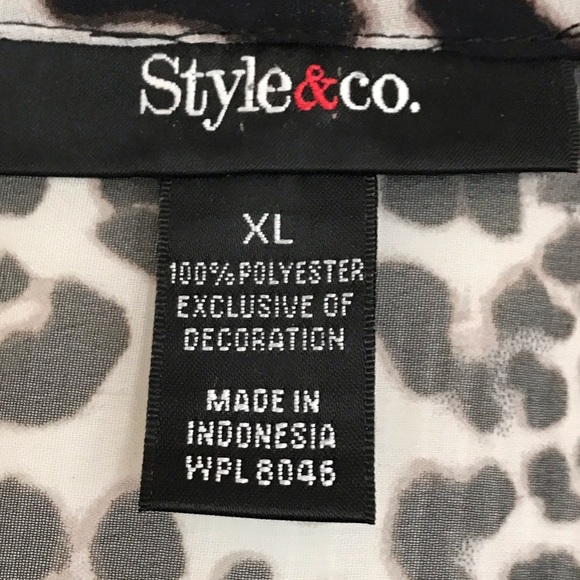 Style&co.
XL
100% POLYESTER
EXCLUSIVE OF
DECORATION
MADE IN
INDONESIA
WPL 8046